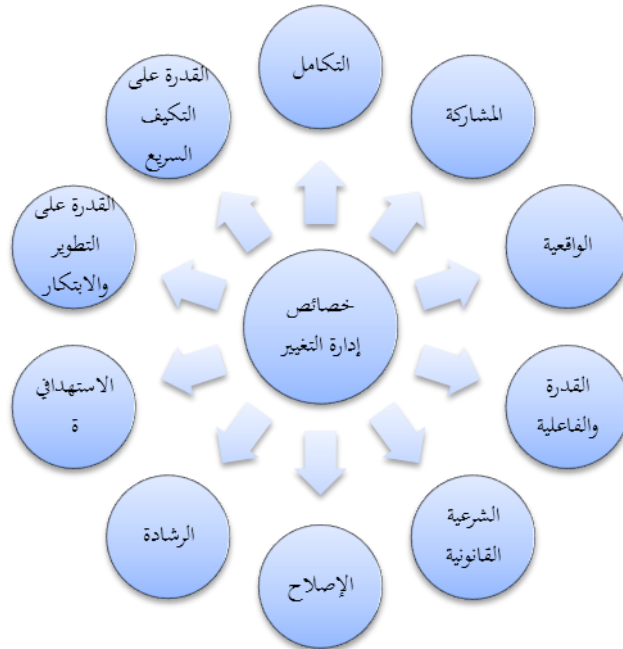 التكامل
المشاركة
الواقعية
القدرة
والفاعلية
الشرعية
القانونية
الإصلاح
الرشادة
الاستهدافي
ة
القدرة على
التطوير
والابتكار
القدرة على
التكيف
السريع
خصائص
إدارة التغيير